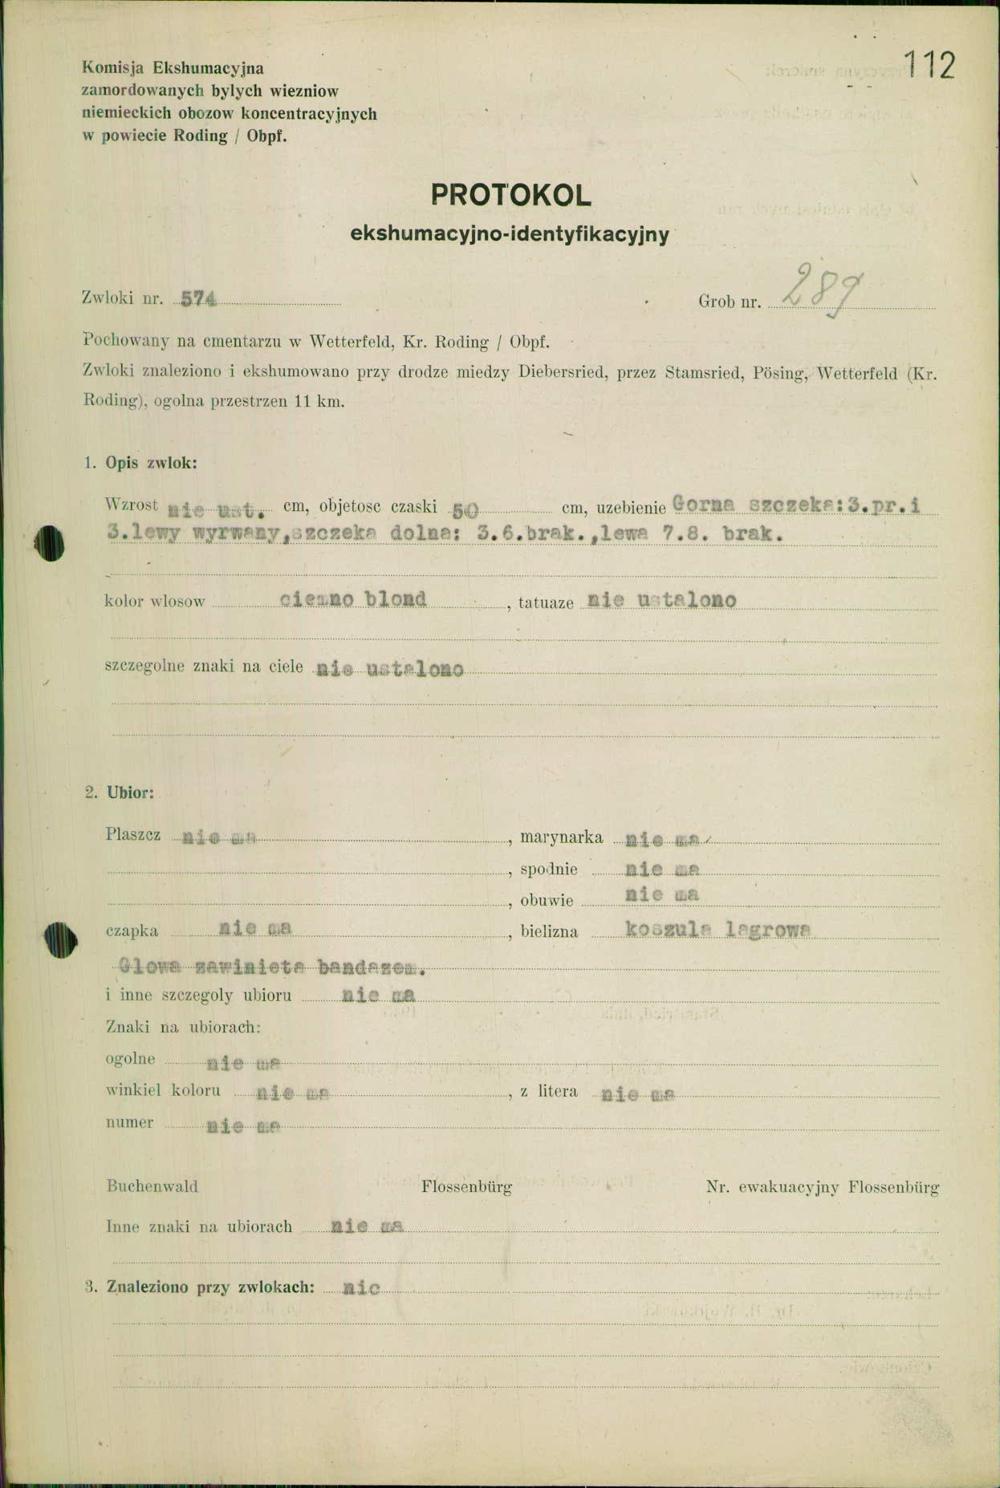 112
Komisja Ekshumacyjna
zamordowanych bylych wiezniow
niemieckich obozow koncentracyjnych
w powiecie Roding / Obpf.
PROTOKOL
ekshumacyjno-identyfikacyjny
Zwloki nr. 574 Grob nr. 289
Pochowany na cmentarzu w Wetterfeld, Kr. Roding / Obpf.
Zwloki znaleziono i ekshumowano przy drodze miedzy Diebersried, przez Stamsried, Pösing, Wetterfeld (Kr.
Roding), ogolna przestrzen 11 km.
1. Opis zwlok:
Wzrost nie ust. cm, objetosc czaski 50 cm, uzebienie Gorna szczeka:3.pr.i
3.lewy wyrwany,szczeka dolna: 3.6.brak.,lewa 7.8. brak.
kolor wlosow ciemno blond , tatuaze nie ustalono
szczegolne znaki na ciele nie ustalono
2. Ubior:
Plaszcz nie ma , marynarka nie ma
, spodnie nie ma
, obuwie nie ma
czapka nie ma , bielizna koszula lagrowa
Glowa zawinieta bandazem.
i inne szczegoly ubioru nie ma
Znaki na ubiorach:
ogolne nie ma
winkiel koloru nie ma , z litera nie ma
numer nie ma
Buchenwald Flossenbürg Nr. ewakuacyjny Flossenbürg
Inne znaki na ubiorach nie ma
3. Znaleziono przy zwlokach: nic